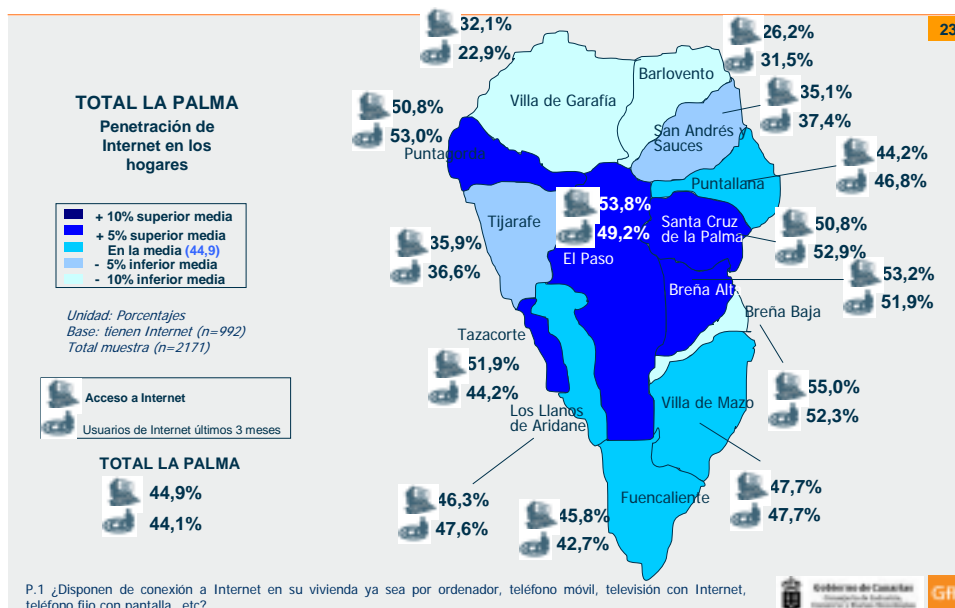 23
TOTAL LA PALMA
Penetración de
Internet en los
hogares
+ 10% superior media
+ 5% superior media
En la media (44,9)
- 5% inferior media
- 10% inferior media
Unidad: Porcentajes
Base: tienen Internet (n=992)
Total muestra (n=2171)
Acceso a Internet
Usuarios de Internet últimos 3 meses
TOTAL LA PALMA
44,9%
44,1%
32,1%
22,9%
Villa de Garafía
26,2%
31,5%
Barlovento
35,1%
37,4%
San Andrés y
Sauces
50,8%
53,0%
Puntagorda
44,2%
46,8%
Puntallana
35,9%
36,6%
Tijarafe
53,8%
49,2%
El Paso
Santa Cruz
de la Palma
50,8%
52,9%
Breña Alt
53,2%
51,9%
Breña Baja
55,0%
52,3%
Tazacorte
51,9%
44,2%
Los Llanos
de Aridane
46,3%
47,6%
Villa de Mazo
47,7%
47,7%
Fuencaliente
45,8%
42,7%
P.1 ¿Disponen de conexión a Internet en su vivienda ya sea por ordenador, teléfono móvil, televisión con Internet,
teléfono fijo con pantalla, etc?
Gobierno de Canarias
Gf